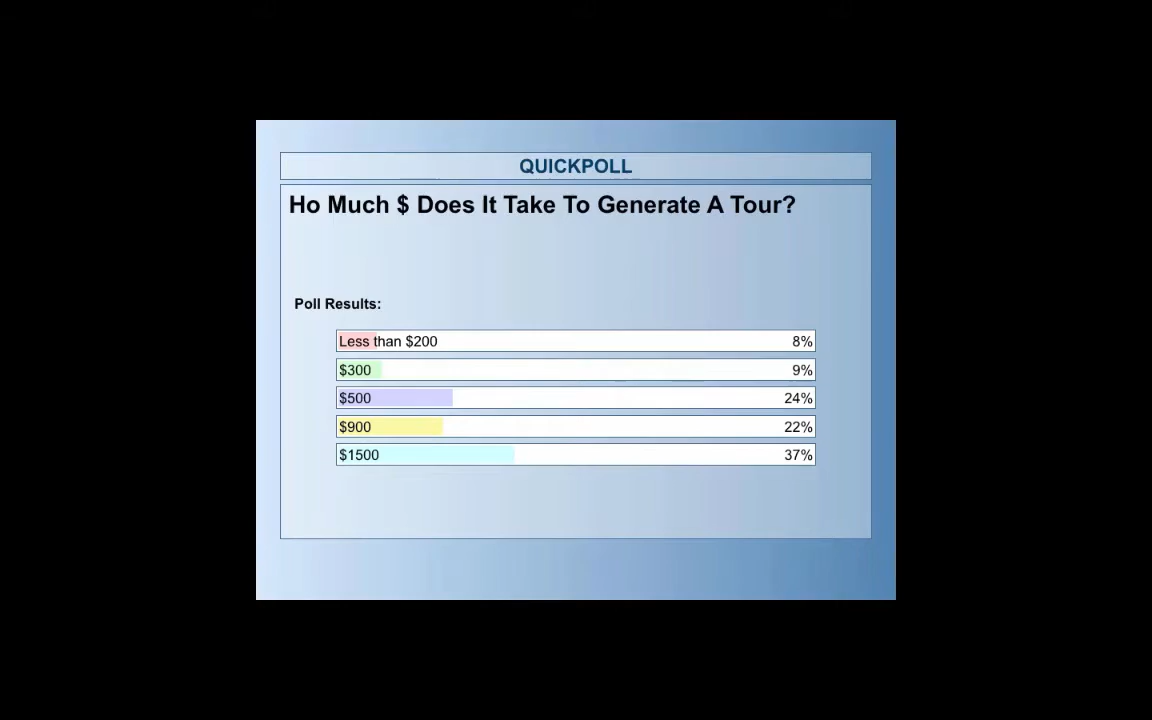 QUICKPOLL
Ho Much $ Does It Take To Generate A Tour?
Poll Results:
Less than $200 8%
$300 9%
$500 24%
$900 22%
$1500 37%